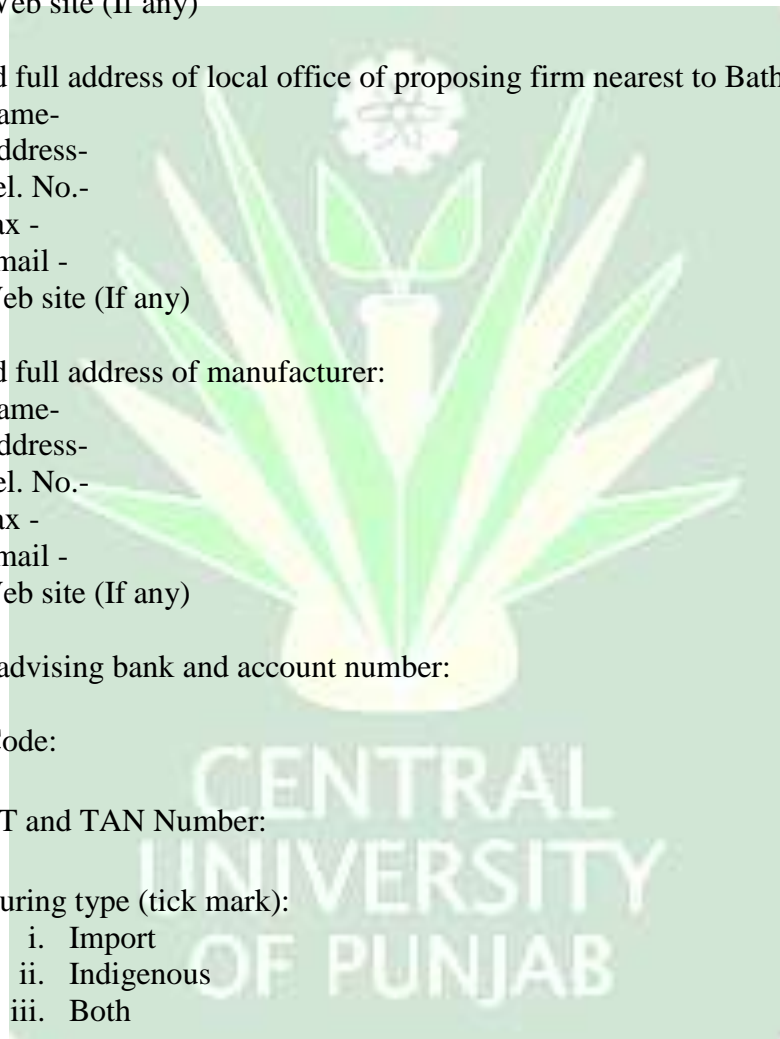 Web site (If any)
d full address of local office of proposing firm nearest to Bath
ame-
ddress-
el. No.-
ax -
mail -
Web site (If any)
d full address of manufacturer:
ame-
ddress-
el. No.-
ax -
mail -
Web site (If any)
advising bank and account number:
Code:
T and TAN Number:
uring type (tick mark):
i. Import
ii. Indigenous
iii. Both
CENTRAL
UNIVERSITY
OF PUNJAB